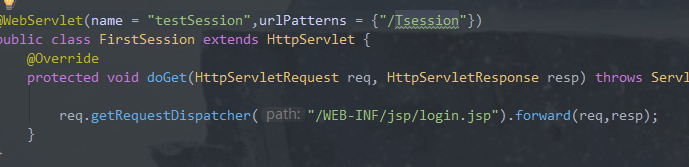 @WebServlet(name = "testSession",urlPatterns = {"/Tsession"})
public class FirstSession extends HttpServlet {
@Override
protected void doGet(HttpServletRequest req, HttpServletResponse resp) throws Servl
req.getRequestDispatcher( path: "/WEB-INF/jsp/login.jsp").forward(req,resp);
}